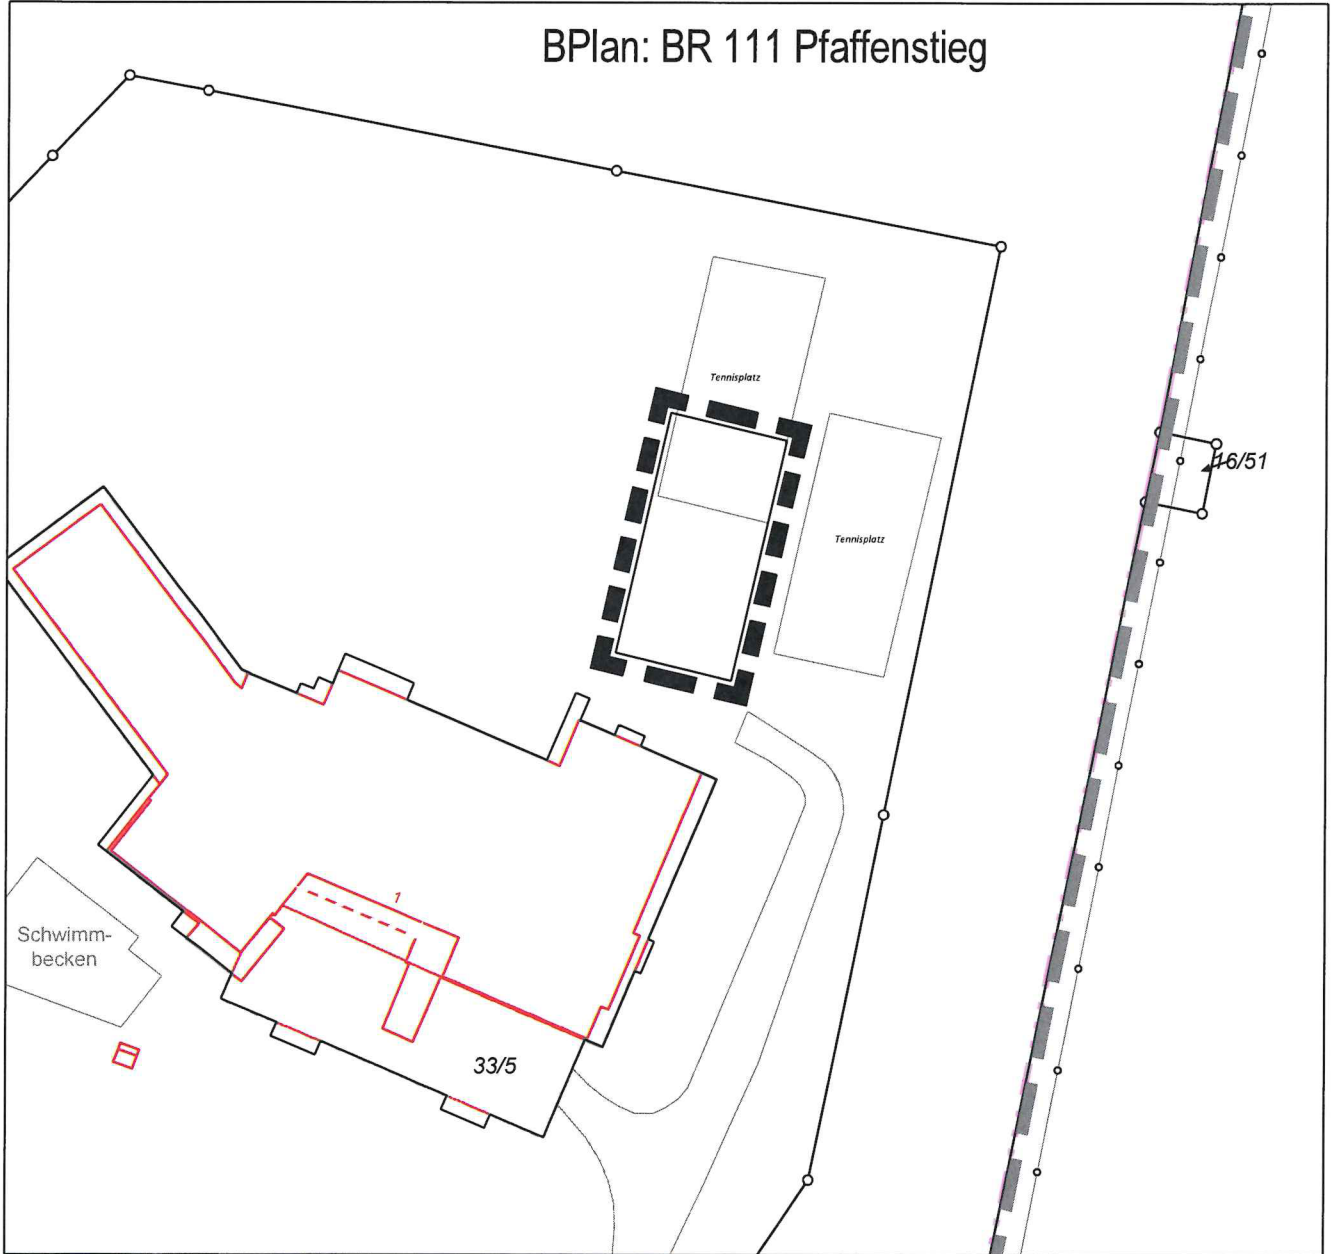 BPlan: BR 111 Pfaffenstieg
Tennisplatz
16/51
Tennisplatz
1
Schwimm-
becken
33/5